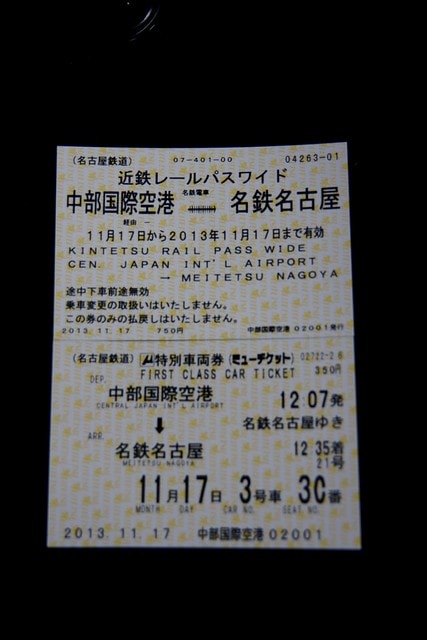 (名古屋鉄道) 07-401-00 04263-01
近鉄レールパスワイド
名鉄電車
中部国際空港 名鉄名古屋
経由 --
11月17日から2013年11月17日まで有効
KINTETSU RAIL PASS WIDE
CEN. JAPAN INT'L AIRPORT
→ MEITETSU NAGOYA
途中下車前途無効
乗車変更の取扱いはいたしません。
この券のみの払戻しはいたしません。
2013.11.17 750円 中部国際空港 02001発行
(名古屋鉄道) μ特別車両券 (ミューチケット)
FIRST CLASS CAR TICKET 350円
DEP.
中部国際空港 12:07発
CENTRAL JAPAN INT'L AIRPORT
↓ 名鉄名古屋ゆき
ARR.
名鉄名古屋 12:35着
MEITETSU NAGOYA 21号
11月17日 3号車 3C番
MONTH DAY CAR NO. SEAT NO.
2013.11.17 中部国際空港 02001